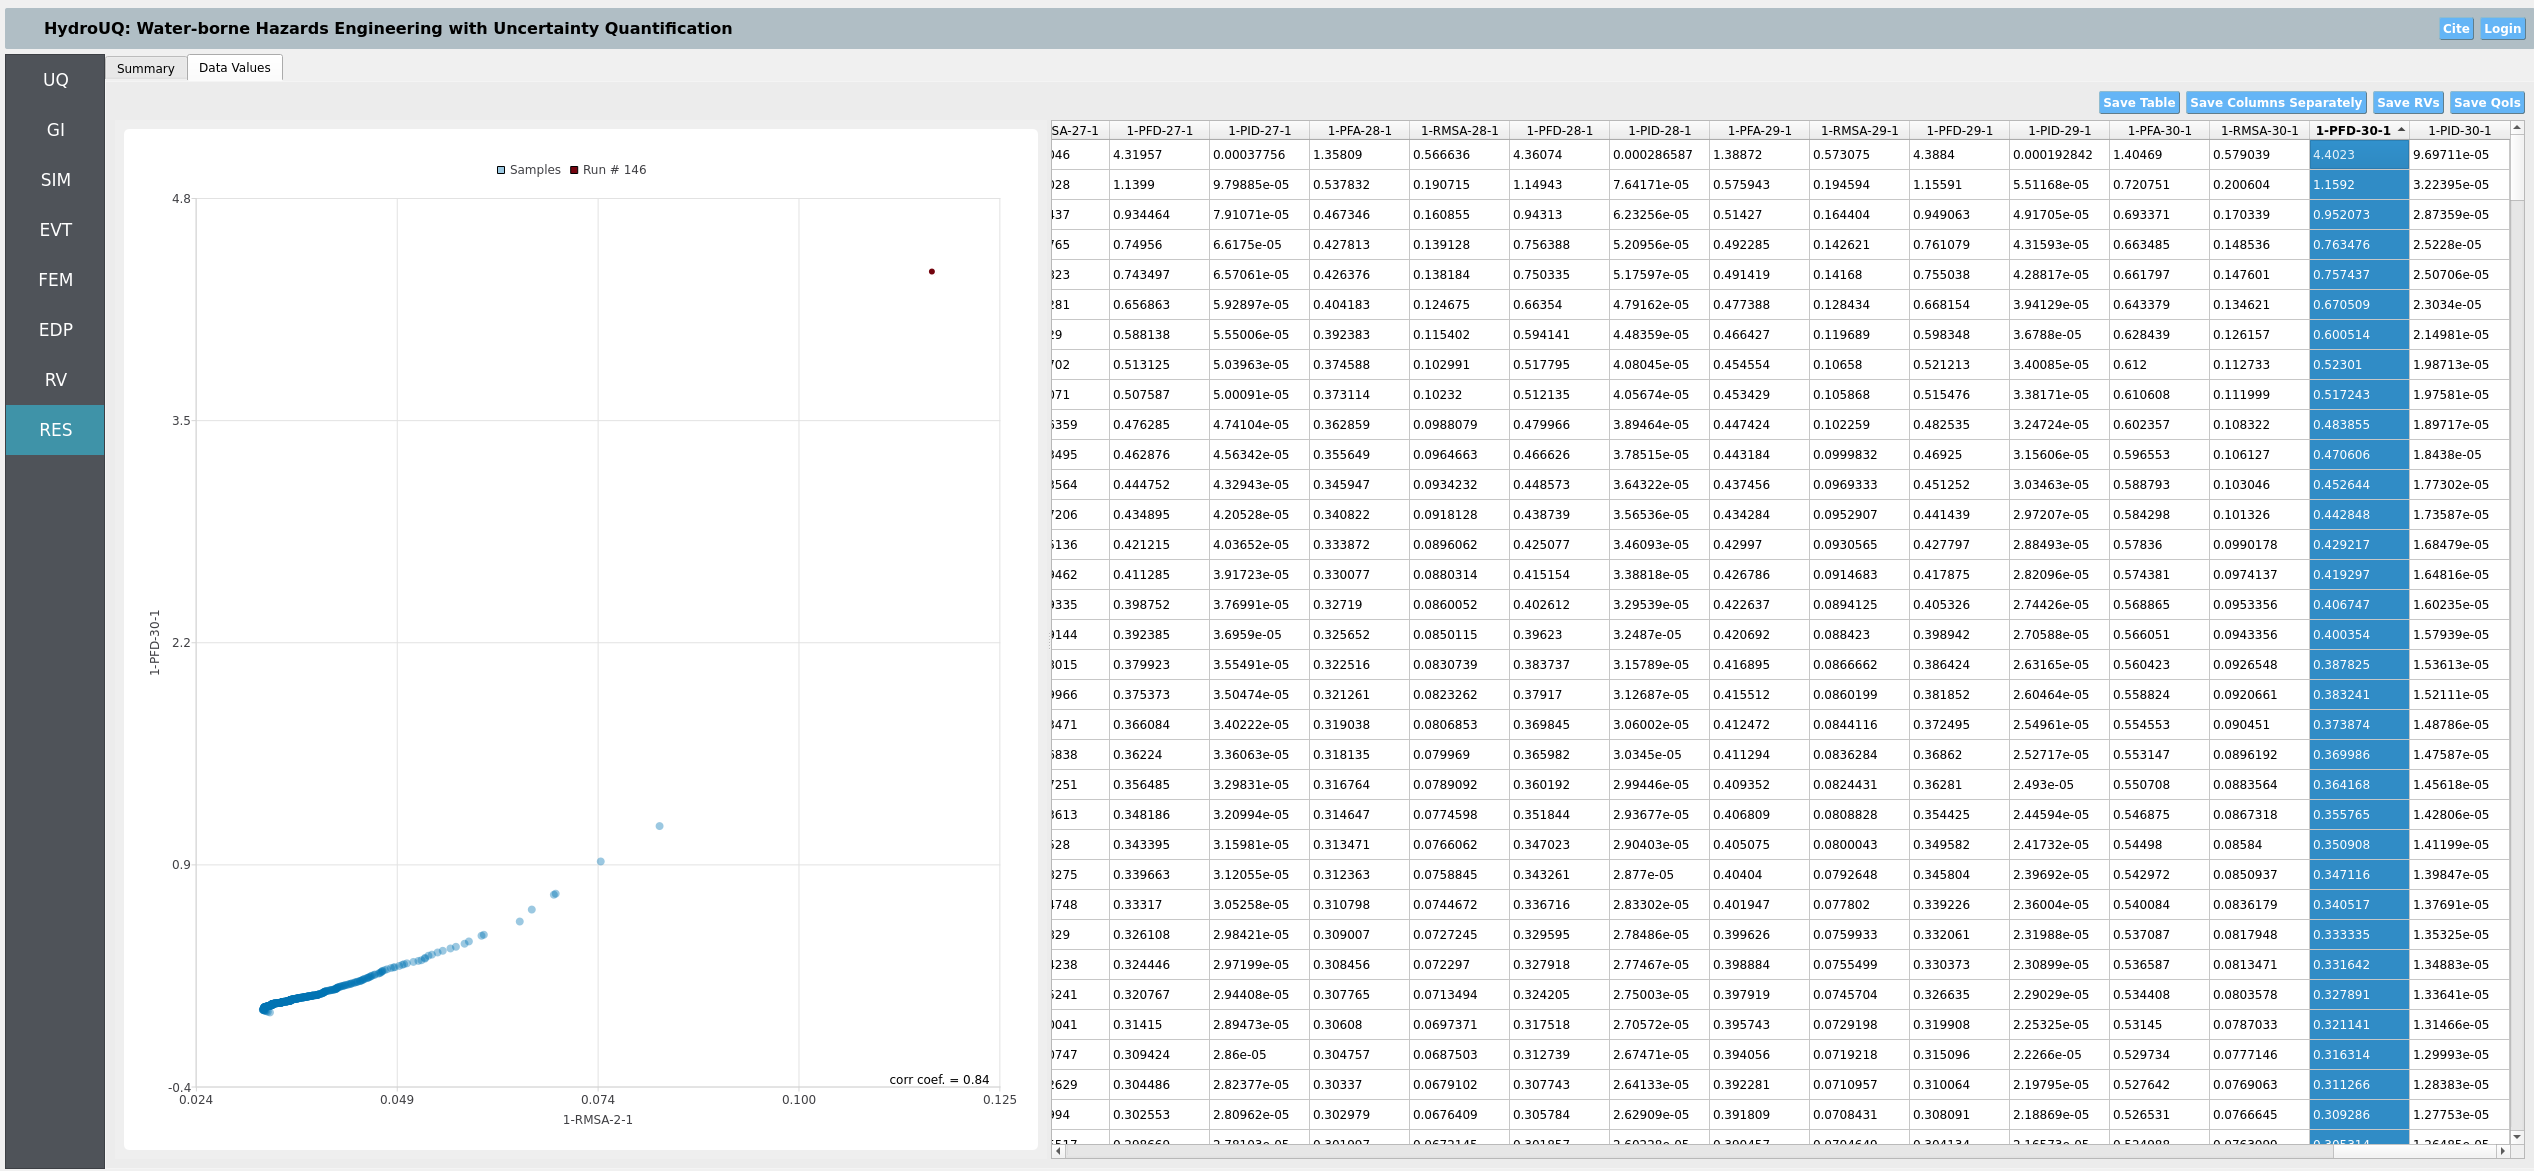 HydroUQ: Water-borne Hazards Engineering with Uncertainty Quantification
Cite Login
UQ
GI
SIM
EVT
FEM
EDP
RV
RES
Summary Data Values
Save Table Save Columns Separately Save RVs Save QoIs
Samples Run # 146
4.8
3.5
2.2
0.9
-0.4
1-PFD-30-1
corr coef. = 0.84
0.024 0.049 0.074 0.100 0.125
1-RMSA-2-1
SA-27-1 1-PFD-27-1 1-PID-27-1 1-PFA-28-1 1-RMSA-28-1 1-PFD-28-1 1-PID-28-1 1-PFA-29-1 1-RMSA-29-1 1-PFD-29-1 1-PID-29-1 1-PFA-30-1 1-RMSA-30-1 1-PFD-30-1 1-PID-30-1
046 4.31957 0.00037756 1.35809 0.566636 4.36074 0.000286587 1.38872 0.573075 4.3884 0.000192842 1.40469 0.579039 4.4023 9.69711e-05
028 1.1399 9.79885e-05 0.537832 0.190715 1.14943 7.64171e-05 0.575943 0.194594 1.15591 5.51168e-05 0.720751 0.200604 1.1592 3.22395e-05
437 0.934464 7.91071e-05 0.467346 0.160855 0.94313 6.23256e-05 0.51427 0.164404 0.949063 4.91705e-05 0.693371 0.170339 0.952073 2.87359e-05
765 0.74956 6.6175e-05 0.427813 0.139128 0.756388 5.20956e-05 0.492285 0.142621 0.761079 4.31593e-05 0.663485 0.148536 0.763476 2.5228e-05
323 0.743497 6.57061e-05 0.426376 0.138184 0.750335 5.17597e-05 0.491419 0.14168 0.755038 4.28817e-05 0.661797 0.147601 0.757437 2.50706e-05
281 0.656863 5.92897e-05 0.404183 0.124675 0.66354 4.79162e-05 0.477388 0.128434 0.668154 3.94129e-05 0.643379 0.134621 0.670509 2.3034e-05
29 0.588138 5.55006e-05 0.392383 0.115402 0.594141 4.48359e-05 0.466427 0.119689 0.598348 3.6788e-05 0.628439 0.126157 0.600514 2.14981e-05
702 0.513125 5.03963e-05 0.374588 0.102991 0.517795 4.08045e-05 0.454554 0.10658 0.521213 3.40085e-05 0.612 0.112733 0.52301 1.98713e-05
071 0.507587 5.00091e-05 0.373114 0.10232 0.512135 4.05674e-05 0.453429 0.105868 0.515476 3.38171e-05 0.610608 0.111999 0.517243 1.97581e-05
359 0.476285 4.74104e-05 0.362859 0.0988079 0.479966 3.89464e-05 0.447424 0.102259 0.482535 3.24724e-05 0.602357 0.108322 0.483855 1.89717e-05
495 0.462876 4.56342e-05 0.355649 0.0964663 0.466626 3.78515e-05 0.443184 0.0999832 0.46925 3.15606e-05 0.596553 0.106127 0.470606 1.8438e-05
564 0.444752 4.32943e-05 0.345947 0.0934232 0.448573 3.64322e-05 0.437456 0.0969333 0.451252 3.03463e-05 0.588793 0.103046 0.452644 1.77302e-05
7206 0.434895 4.20528e-05 0.340822 0.0918128 0.438739 3.56536e-05 0.434284 0.0952907 0.441439 2.97207e-05 0.584298 0.101326 0.442848 1.73587e-05
136 0.421215 4.03652e-05 0.333872 0.0896062 0.425077 3.46093e-05 0.42997 0.0930565 0.427797 2.88493e-05 0.57836 0.0990178 0.429217 1.68479e-05
9462 0.411285 3.91723e-05 0.330077 0.0880314 0.415154 3.38818e-05 0.426786 0.0914683 0.417875 2.82096e-05 0.574381 0.0974137 0.419297 1.64816e-05
9335 0.398752 3.76991e-05 0.32719 0.0860052 0.402612 3.29539e-05 0.422637 0.0894125 0.405326 2.74426e-05 0.568865 0.0953356 0.406747 1.60235e-05
9144 0.392385 3.6959e-05 0.325652 0.0850115 0.39623 3.2487e-05 0.420692 0.088423 0.398942 2.70588e-05 0.566051 0.0943356 0.400354 1.57939e-05
015 0.379923 3.55491e-05 0.322516 0.0830739 0.383737 3.15789e-05 0.416895 0.0866662 0.386424 2.63165e-05 0.560423 0.0926548 0.387825 1.53613e-05
9966 0.375373 3.50474e-05 0.321261 0.0823262 0.37917 3.12687e-05 0.415512 0.0860199 0.381852 2.60464e-05 0.558824 0.0920661 0.383241 1.52111e-05
471 0.366084 3.40222e-05 0.319038 0.0806853 0.369845 3.06002e-05 0.412472 0.0844116 0.372495 2.54961e-05 0.554553 0.090451 0.373874 1.48786e-05
838 0.36224 3.36063e-05 0.318135 0.079969 0.365982 3.0345e-05 0.411294 0.0836284 0.36862 2.52717e-05 0.553147 0.0896192 0.369986 1.47587e-05
7251 0.356485 3.29831e-05 0.316764 0.0789092 0.360192 2.99446e-05 0.409352 0.0824431 0.36281 2.493e-05 0.550708 0.0883564 0.364168 1.45618e-05
613 0.348186 3.20994e-05 0.314647 0.0774598 0.351844 2.93677e-05 0.406809 0.0808828 0.354425 2.44594e-05 0.546875 0.0867318 0.355765 1.42806e-05
528 0.343395 3.15981e-05 0.313471 0.0766062 0.347023 2.90403e-05 0.405075 0.0800043 0.349582 2.41732e-05 0.54498 0.08584 0.350908 1.41199e-05
275 0.339663 3.12055e-05 0.312363 0.0758845 0.343261 2.877e-05 0.40404 0.0792648 0.345804 2.39692e-05 0.542972 0.0850937 0.347116 1.39847e-05
4748 0.33317 3.05258e-05 0.310798 0.0744672 0.336716 2.83302e-05 0.401947 0.077802 0.339226 2.36004e-05 0.540084 0.0836179 0.340517 1.37691e-05
329 0.326108 2.98421e-05 0.309007 0.0727245 0.329595 2.78486e-05 0.399626 0.0759933 0.332061 2.31988e-05 0.537087 0.0817948 0.333335 1.35325e-05
4238 0.324446 2.97199e-05 0.308456 0.072297 0.327918 2.77467e-05 0.398884 0.0755499 0.330373 2.30899e-05 0.536587 0.0813471 0.331642 1.34883e-05
241 0.320767 2.94408e-05 0.307765 0.0713494 0.324205 2.75003e-05 0.397919 0.0745704 0.326635 2.29029e-05 0.534408 0.0803578 0.327891 1.33641e-05
0041 0.31415 2.89473e-05 0.30608 0.0697371 0.317518 2.70572e-05 0.395743 0.0729198 0.319908 2.25325e-05 0.53145 0.0787033 0.321141 1.31466e-05
0747 0.309424 2.86e-05 0.304757 0.0687503 0.312739 2.67471e-05 0.394056 0.0719218 0.315096 2.2266e-05 0.529734 0.0777146 0.316314 1.29993e-05
2629 0.304486 2.82377e-05 0.30337 0.0679102 0.307743 2.64133e-05 0.392281 0.0710957 0.310064 2.19795e-05 0.527642 0.0769063 0.311266 1.28383e-05
994 0.302553 2.80962e-05 0.302979 0.0676409 0.305784 2.62909e-05 0.391809 0.0708431 0.308091 2.18869e-05 0.526531 0.0766645 0.309286 1.27753e-05